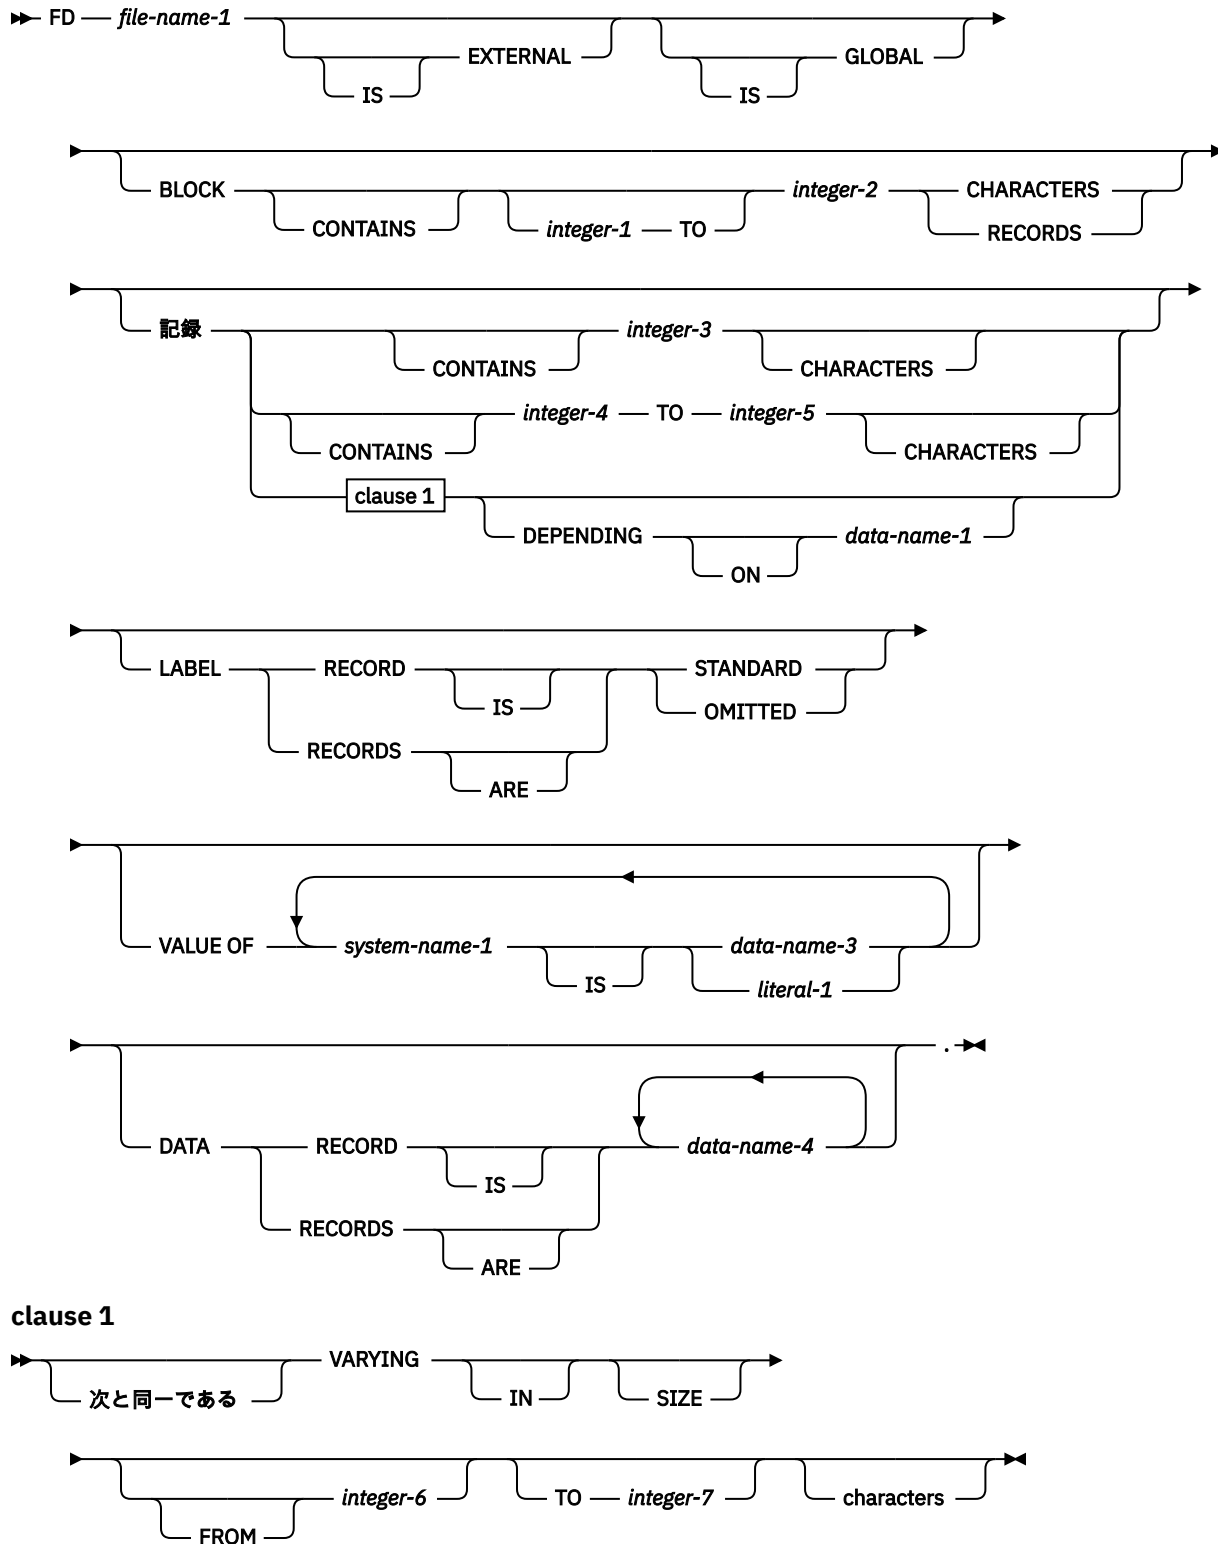 FD file-name-1
EXTERNAL GLOBAL
IS IS
BLOCK integer-2 CHARACTERS
CONTAINS integer-1 TO RECORDS
記録 integer-3
CONTAINS CHARACTERS
integer-4 TO integer-5
CONTAINS CHARACTERS
clause 1
DEPENDING data-name-1
ON
LABEL RECORD STANDARD
IS OMITTED
RECORDS
ARE
VALUE OF system-name-1 data-name-3
IS literal-1
.
DATA RECORD data-name-4
IS
RECORDS
ARE
clause 1
VARYING
次と同一である IN SIZE
integer-6 TO integer-7 characters
FROM